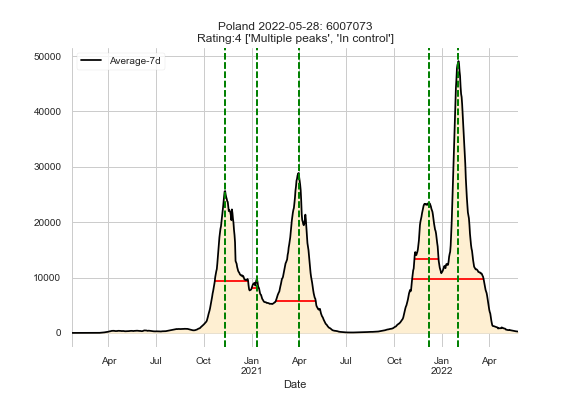 Poland 2022-05-28: 6007073
Rating:4 ['Multiple peaks', 'In control']
Average-7d
50000
40000
30000
20000
10000
0
Apr Jul Oct Jan Apr Jul Oct Jan Apr
2021 2022
Date